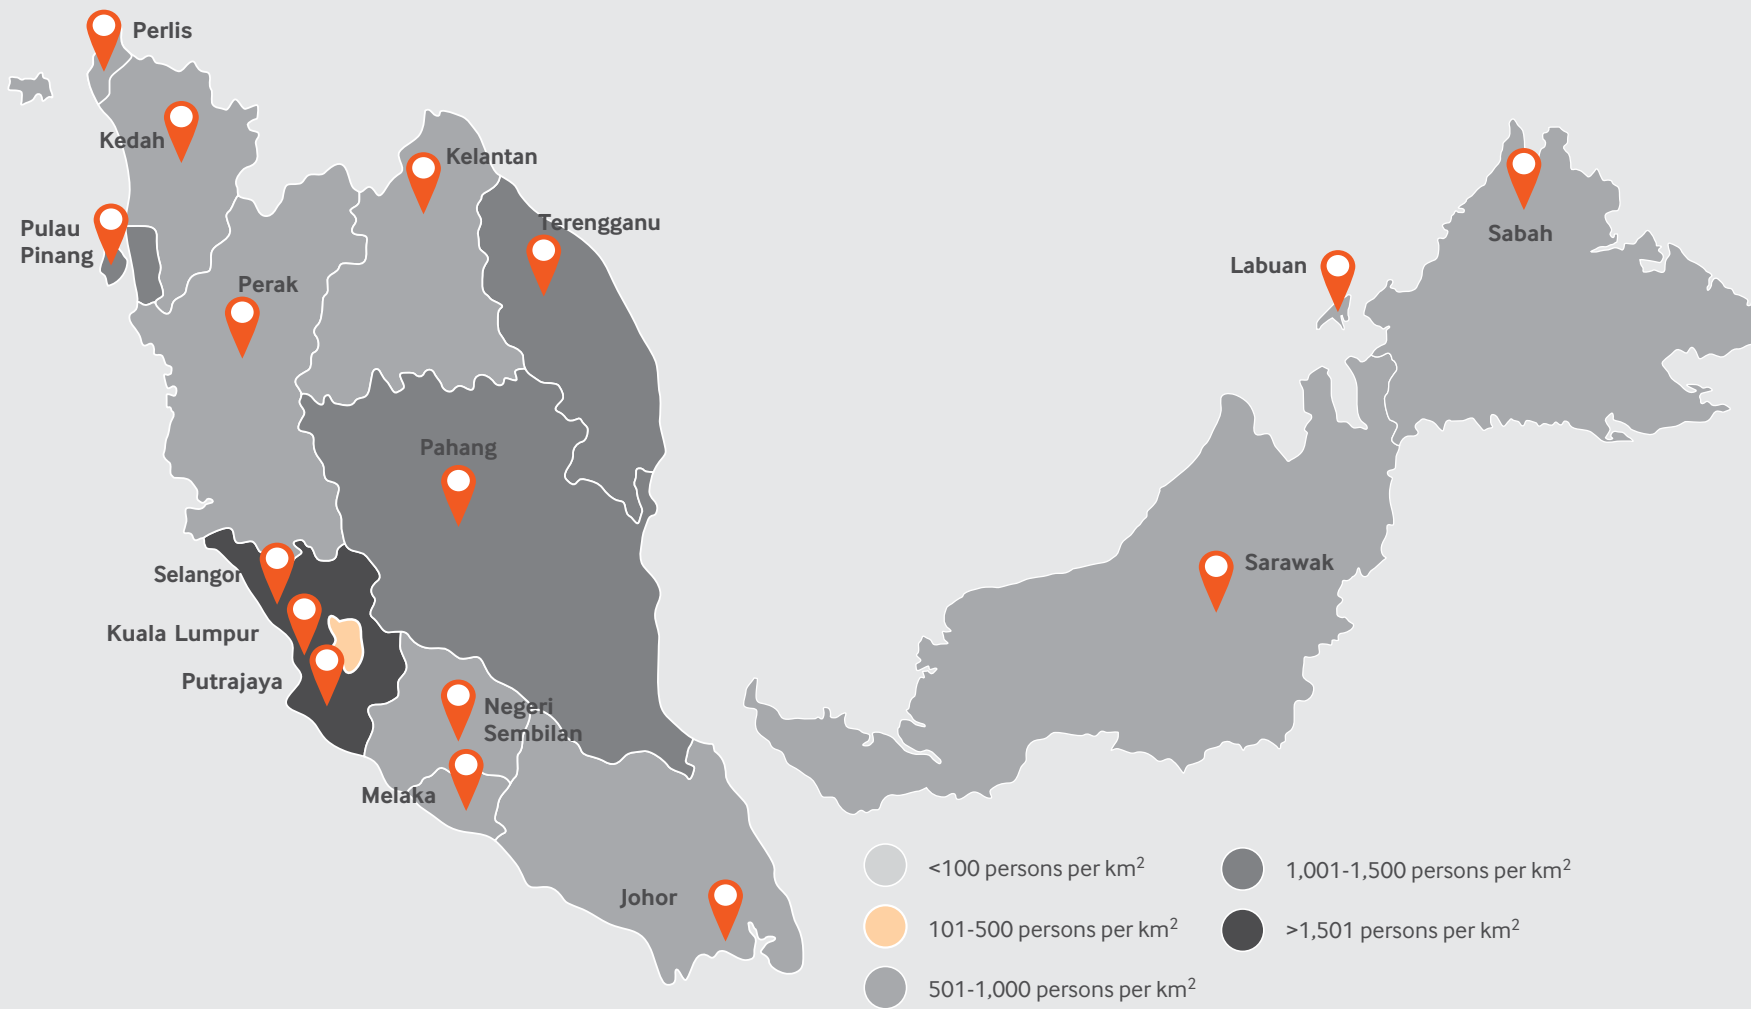 Perlis
Kedah
Kelantan
Pulau
Pinang
Terengganu
Perak
Labuan
Sabah
Pahang
Selangor
Kuala Lumpur
Putrajaya
Sarawak
Negeri
Sembilan
Melaka
Johor
<100 persons per km²
101-500 persons per km²
501-1,000 persons per km²
1,001-1,500 persons per km²
>1,501 persons per km²